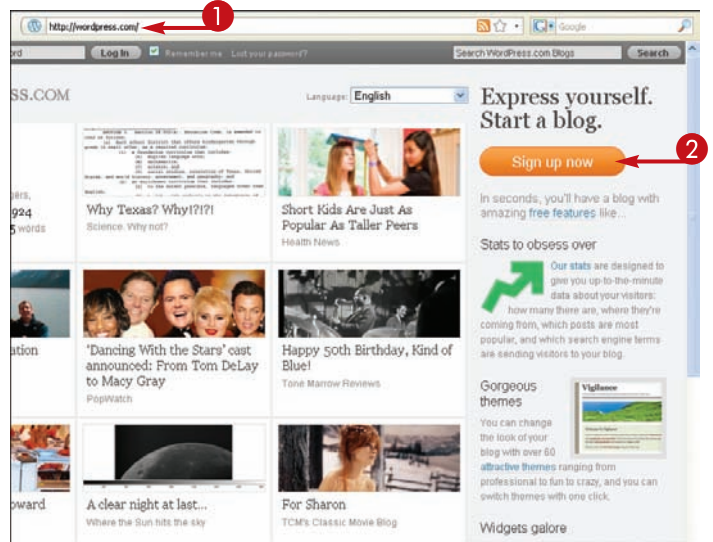 1
http://wordpress.com/
Google
ord
Log In
Remember me
Lost your password?
Search WordPress.com Blogs
Search
SS.COM
Language: English
Express yourself.
Start a blog.
2
Sign up now
In seconds, you'll have a blog with
amazing free features like...
gers,
924
5 words
Why Texas? Why!?!?!
Science. Why not?
Short Kids Are Just As
Popular As Taller Peers
Health News
Stats to obsess over
Our stats are designed to
give you up-to-the-minute
data about your visitors:
how many there are, where they're
coming from, which posts are most
popular, and which search engine terms
are sending visitors to your blog.
ation
'Dancing With the Stars' cast
announced: From Tom DeLay
to Macy Gray
PopWatch
Happy 50th Birthday, Kind of
Blue!
Tone Marrow Reviews
Gorgeous
themes
Vigilance
You can change
the look of your
blog with over 60
attractive themes ranging from
professional to fun to crazy, and you can
switch themes with one click.
oward
A clear night at last...
Where the Sun hits the sky
For Sharon
TCM's Classic Movie Blog
Widgets galore